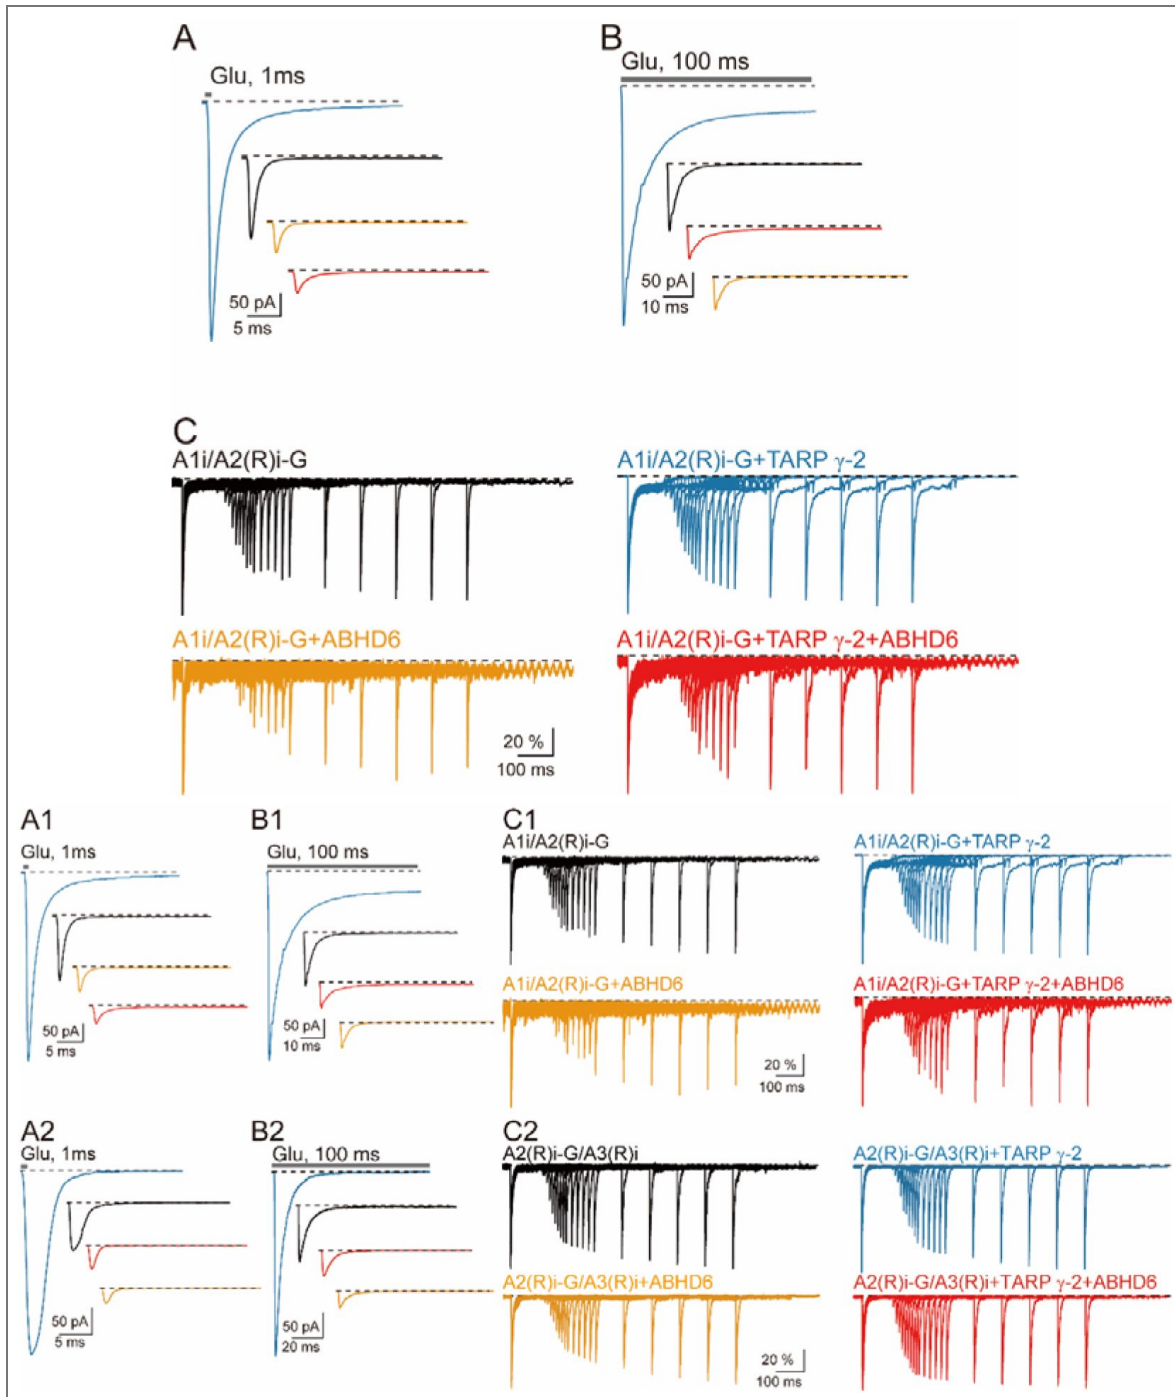 A
Glu, 1ms
50 pA
5 ms
B
Glu, 100 ms
50 pA
10 ms
C
A1i/A2(R)i-G
A1i/A2(R)i-G+TARP γ-2
A1i/A2(R)i-G+ABHD6
A1i/A2(R)i-G+TARP γ-2+ABHD6
20 %
100 ms
A1
Glu, 1ms
50 pA
5 ms
B1
Glu, 100 ms
50 pA
10 ms
C1
A1i/A2(R)i-G
A1i/A2(R)i-G+TARP γ-2
A1i/A2(R)i-G+ABHD6
A1i/A2(R)i-G+TARP γ-2+ABHD6
20 %
100 ms
A2
Glu, 1ms
50 pA
5 ms
B2
Glu, 100 ms
50 pA
20 ms
C2
A2(R)i-G/A3(R)i
A2(R)i-G/A3(R)i+TARP γ-2
A2(R)i-G/A3(R)i+ABHD6
A2(R)i-G/A3(R)i+TARP γ-2+ABHD6
20 %
100 ms